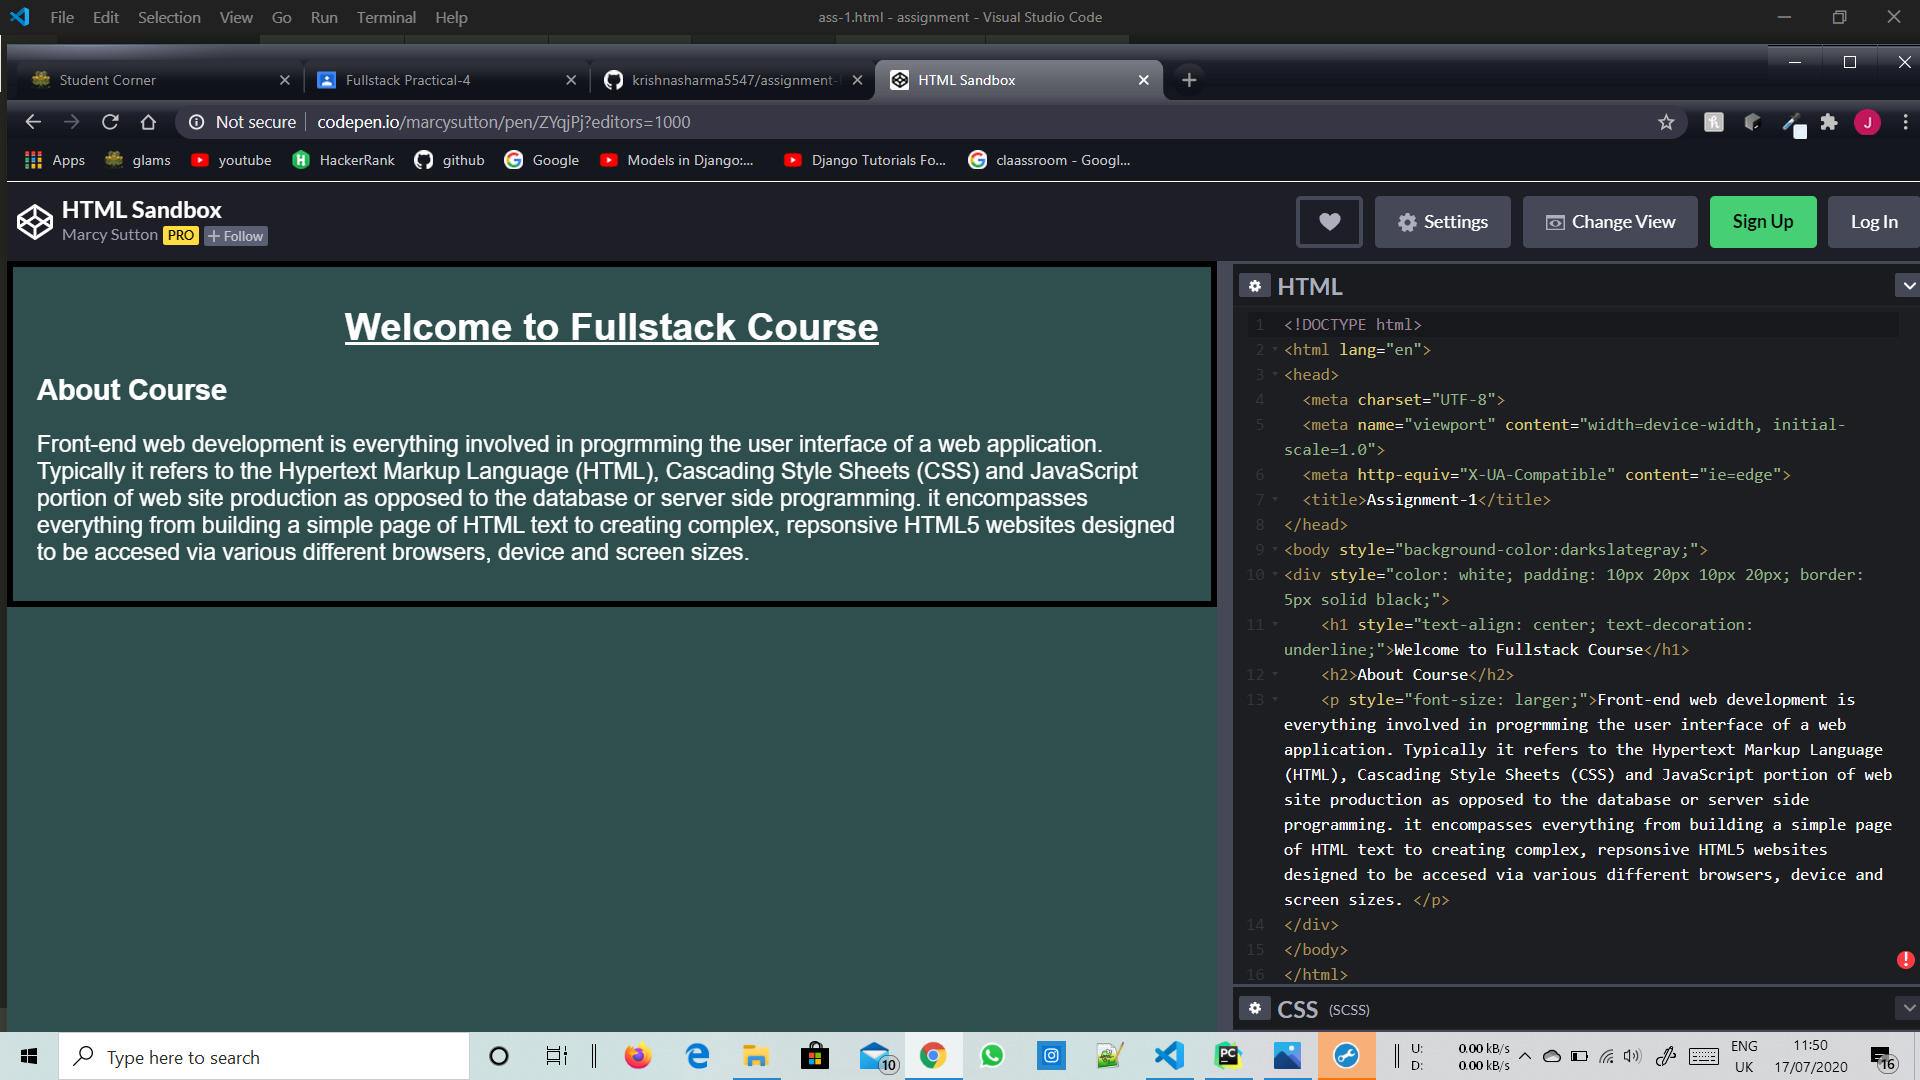 File Edit Selection View Go Run Terminal Help
ass-1.html - assignment - Visual Studio Code
Student Corner
Fullstack Practical-4
krishnasharma5547/assignment-
HTML Sandbox
Not secure
codepen.io/marcysutton/pen/ZYqjPj?editors=1000
J
Apps glams youtube HackerRank github Google Models in Django:... Django Tutorials Fo... claassroom - Googl...
HTML Sandbox
Marcy Sutton PRO + Follow
Settings Change View Sign Up Log In
Welcome to Fullstack Course
About Course
Front-end web development is everything involved in progrmming the user interface of a web application.
Typically it refers to the Hypertext Markup Language (HTML), Cascading Style Sheets (CSS) and JavaScript
portion of web site production as opposed to the database or server side programming. it encompasses
everything from building a simple page of HTML text to creating complex, repsonsive HTML5 websites designed
to be accesed via various different browsers, device and screen sizes.
HTML
1 <!DOCTYPE html>
2 <html lang="en">
3 <head>
4 <meta charset="UTF-8">
5 <meta name="viewport" content="width=device-width, initial-
scale=1.0">
6 <meta http-equiv="X-UA-Compatible" content="ie=edge">
7 <title>Assignment-1</title>
8 </head>
9 <body style="background-color:darkslategray;">
10 <div style="color: white; padding: 10px 20px 10px 20px; border:
5px solid black;">
11 <h1 style="text-align: center; text-decoration:
underline;">Welcome to Fullstack Course</h1>
12 <h2>About Course</h2>
13 <p style="font-size: larger;">Front-end web development is
everything involved in progrmming the user interface of a web
application. Typically it refers to the Hypertext Markup Language
(HTML), Cascading Style Sheets (CSS) and JavaScript portion of web
site production as opposed to the database or server side
programming. it encompasses everything from building a simple page
of HTML text to creating complex, repsonsive HTML5 websites
designed to be accesed via various different browsers, device and
screen sizes. </p>
14 </div>
15 </body>
16 </html>
CSS (SCSS)
Type here to search
10
PC
U: 0.00 kB/s
D: 0.00 kB/s
ENG
UK
11:50
17/07/2020
16